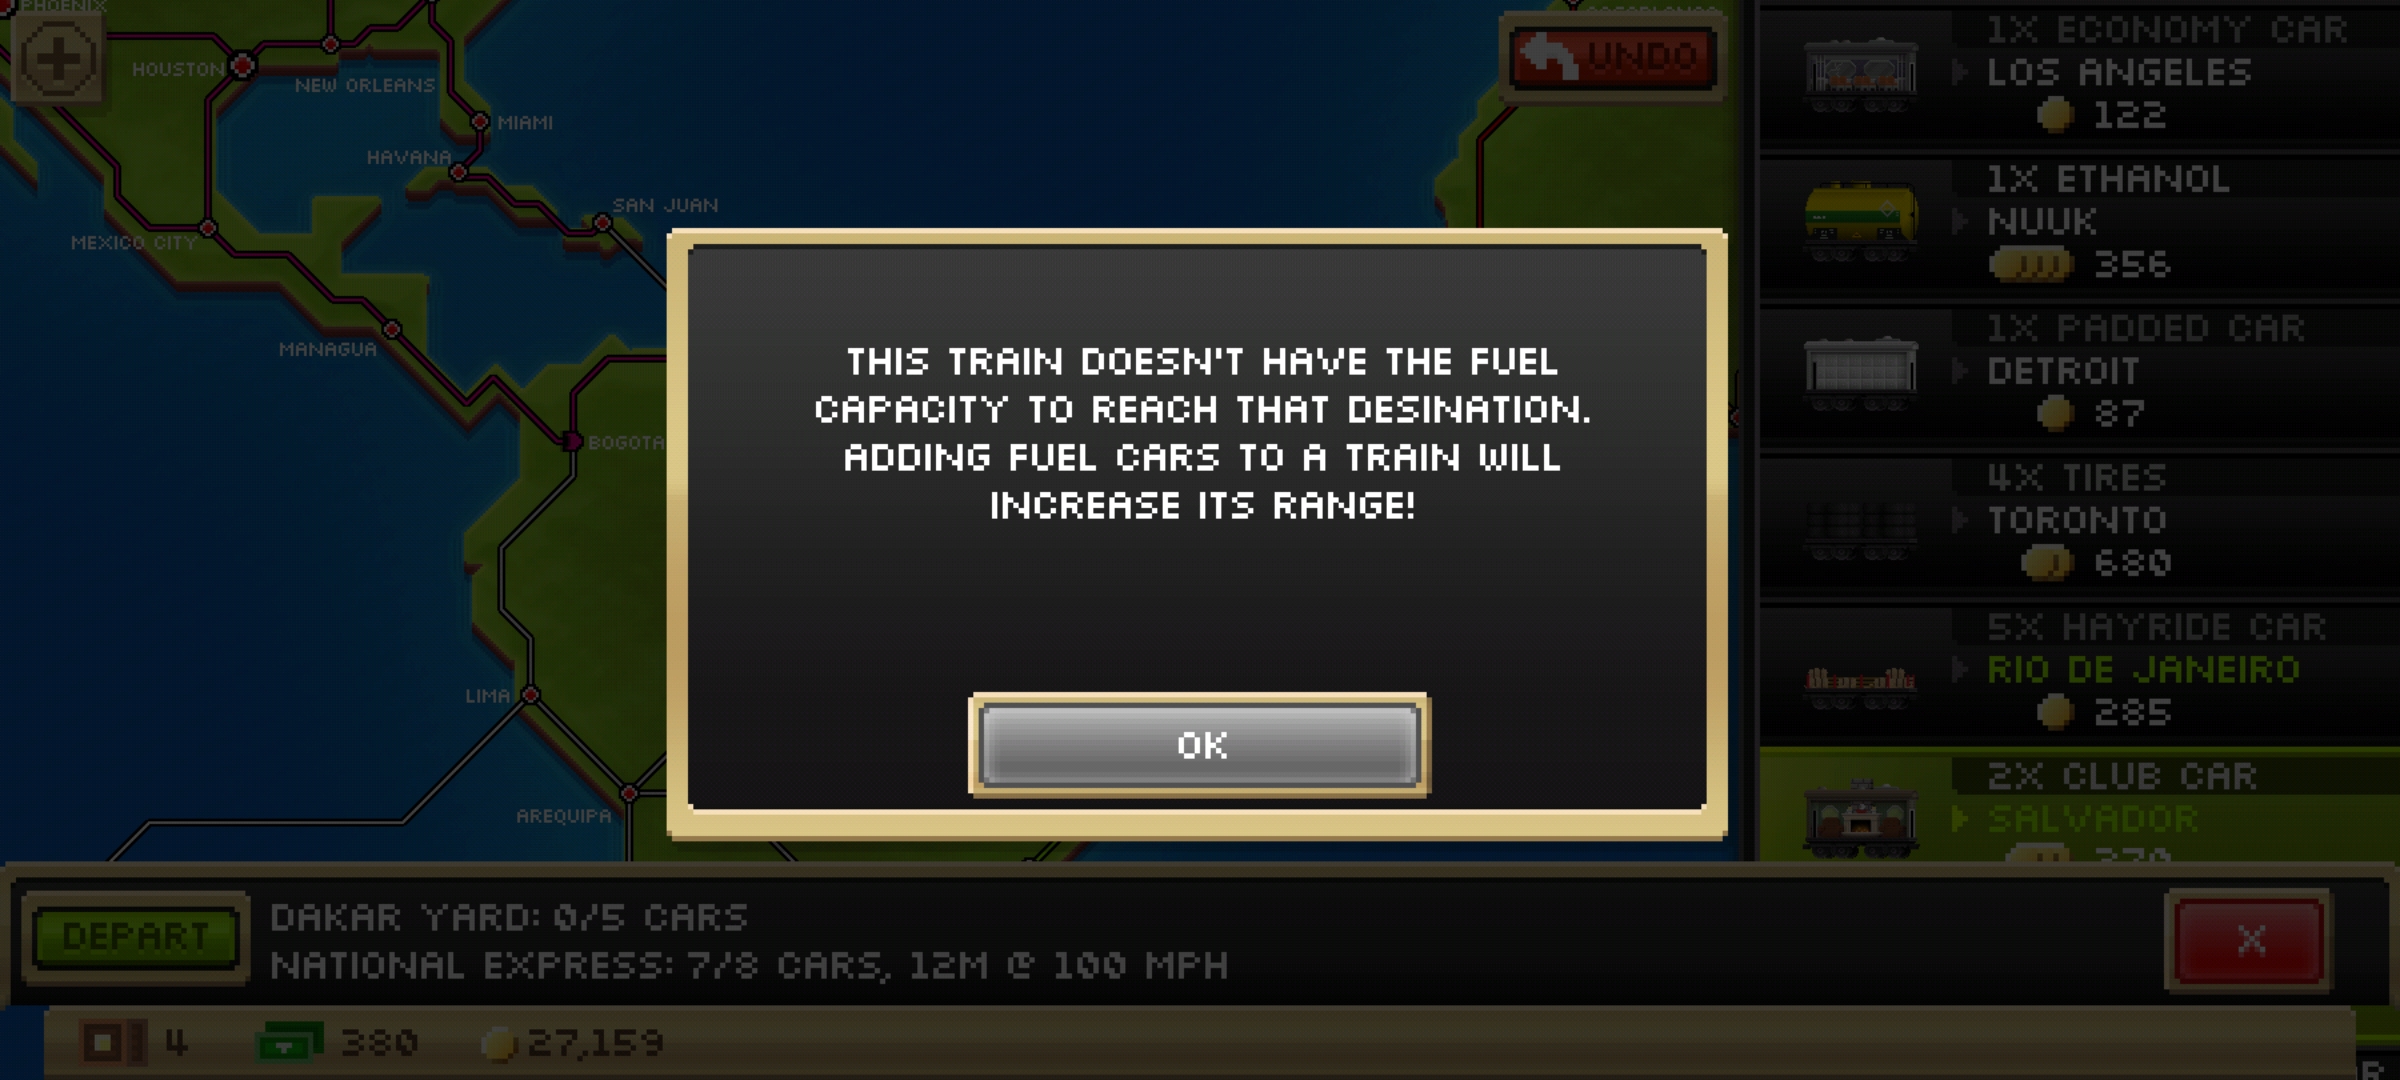 PHOENIX
HOUSTON
NEW ORLEANS
MIAMI
HAVANA
SAN JUAN
MEXICO CITY
MANAGUA
BOGOTA
LIMA
AREQUIPA
UNDO
THIS TRAIN DOESN'T HAVE THE FUEL
CAPACITY TO REACH THAT DESINATION.
ADDING FUEL CARS TO A TRAIN WILL
INCREASE ITS RANGE!
OK
1X ECONOMY CAR
LOS ANGELES
122
1X ETHANOL
NUUK
356
1X PADDED CAR
DETROIT
87
4X TIRES
TORONTO
680
5X HAYRIDE CAR
RIO DE JANEIRO
285
2X CLUB CAR
SALVADOR
DEPART
DAKAR YARD: 0/5 CARS
NATIONAL EXPRESS: 7/8 CARS, 12M @ 100 MPH
X
4
380
27,159